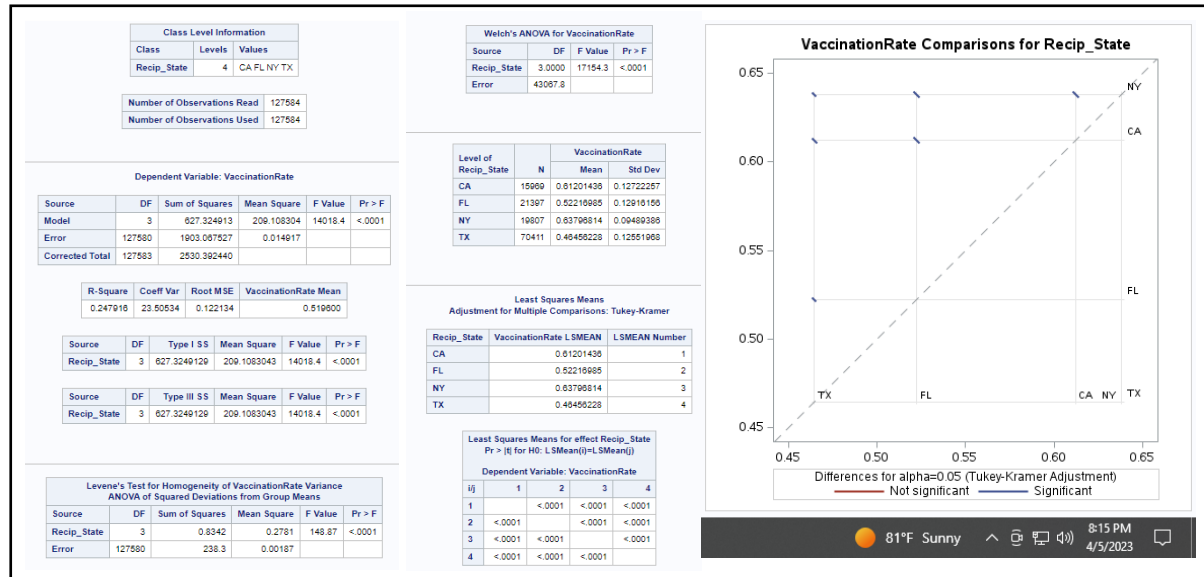 Class Level Information
Class Levels Values
Recip_State 4 CA FL NY TX
Number of Observations Read 127584
Number of Observations Used 127584
Dependent Variable: VaccinationRate
Source DF Sum of Squares Mean Square F Value Pr > F
Model 3 627.324913 209.108304 14018.4 <.0001
Error 127580 1903.067527 0.014917
Corrected Total 127583 2530.392440
R-Square Coeff Var Root MSE VaccinationRate Mean
0.247916 23.50534 0.122134 0.519600
Source DF Type I SS Mean Square F Value Pr > F
Recip_State 3 627.3249129 209.1083043 14018.4 <.0001
Source DF Type III SS Mean Square F Value Pr > F
Recip_State 3 627.3249129 209.1083043 14018.4 <.0001
Levene's Test for Homogeneity of VaccinationRate Variance
ANOVA of Squared Deviations from Group Means
Source DF Sum of Squares Mean Square F Value Pr > F
Recip_State 3 0.8342 0.2781 148.87 <.0001
Error 127580 238.3 0.00187
Welch's ANOVA for VaccinationRate
Source DF F Value Pr > F
Recip_State 3.0000 17154.3 <.0001
Error 43067.8
Level of
Recip_State N VaccinationRate
Mean Std Dev
CA 15969 0.61201436 0.12722257
FL 21397 0.52216985 0.12916156
NY 19807 0.63796814 0.09489386
TX 70411 0.46456228 0.12551968
Least Squares Means
Adjustment for Multiple Comparisons: Tukey-Kramer
Recip_State VaccinationRate LSMEAN LSMEAN Number
CA 0.61201436 1
FL 0.52216985 2
NY 0.63796814 3
TX 0.46456228 4
Least Squares Means for effect Recip_State
Pr > |t| for H0: LSMean(i)=LSMean(j)
Dependent Variable: VaccinationRate
i/j 1 2 3 4
1 <.0001 <.0001 <.0001
2 <.0001 <.0001 <.0001
3 <.0001 <.0001 <.0001
4 <.0001 <.0001 <.0001
VaccinationRate Comparisons for Recip_State
0.65
NY
CA
0.60
0.55
FL
0.50
TX FL CA NY TX
0.45
0.45 0.50 0.55 0.60 0.65
Differences for alpha=0.05 (Tukey-Kramer Adjustment)
Not significant Significant
81°F Sunny 8:15 PM
4/5/2023